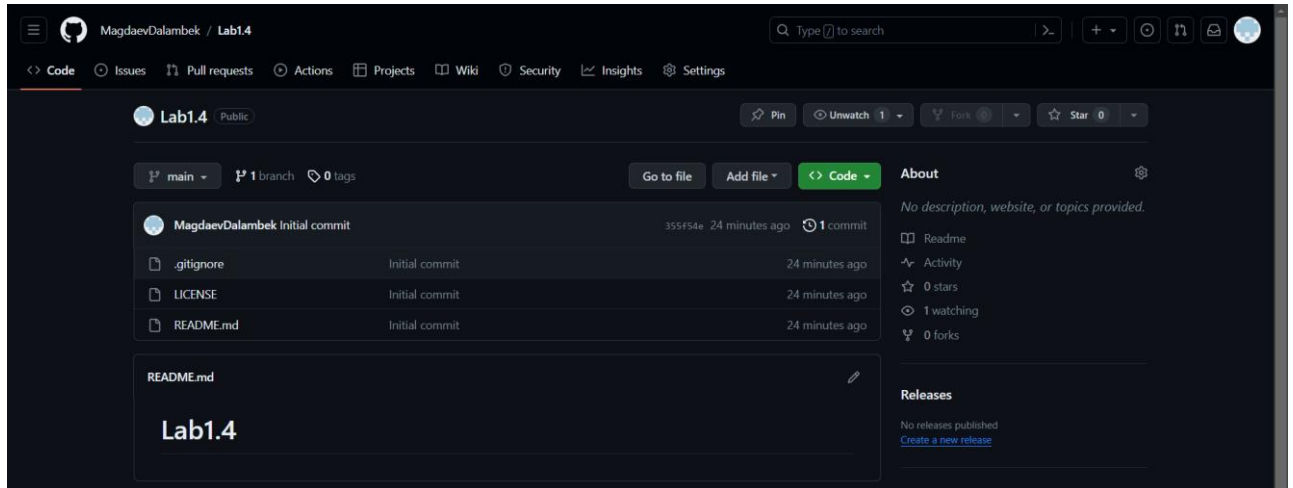 MagdaevDalambek / Lab1.4
Type / to search
Code Issues Pull requests Actions Projects Wiki Security Insights Settings
Lab1.4 Public
Pin Unwatch 1 Fork 0 Star 0
main 1 branch 0 tags
Go to file Add file Code
MagdaevDalambek Initial commit 355f54e 24 minutes ago 1 commit
.gitignore Initial commit 24 minutes ago
LICENSE Initial commit 24 minutes ago
README.md Initial commit 24 minutes ago
README.md
Lab1.4
About
No description, website, or topics provided.
Readme
Activity
0 stars
1 watching
0 forks
Releases
No releases published
Create a new release